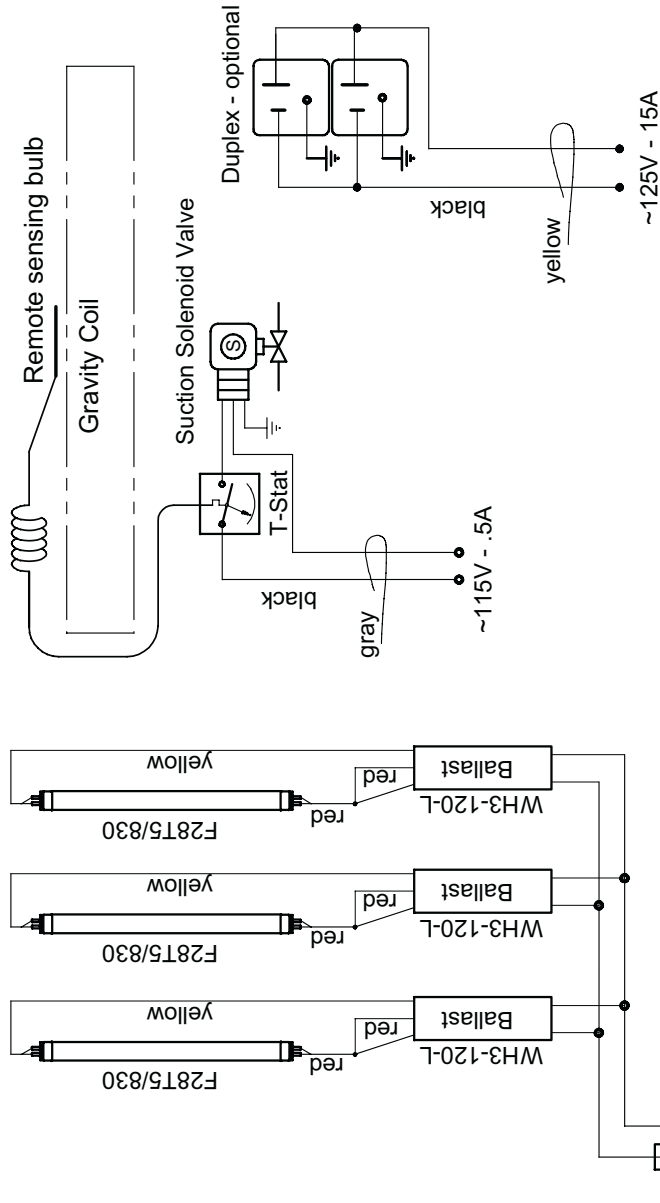 Remote sensing bulb
Gravity Coil
Suction Solenoid Valve
S
T-Stat
black
gray
~115V - .5A
Duplex - optional
black
yellow
~125V - 15A
yellow
F28T5/830
red
red
Ballast
WH3-120-L
yellow
F28T5/830
red
red
Ballast
WH3-120-L
yellow
F28T5/830
red
red
Ballast
WH3-120-L